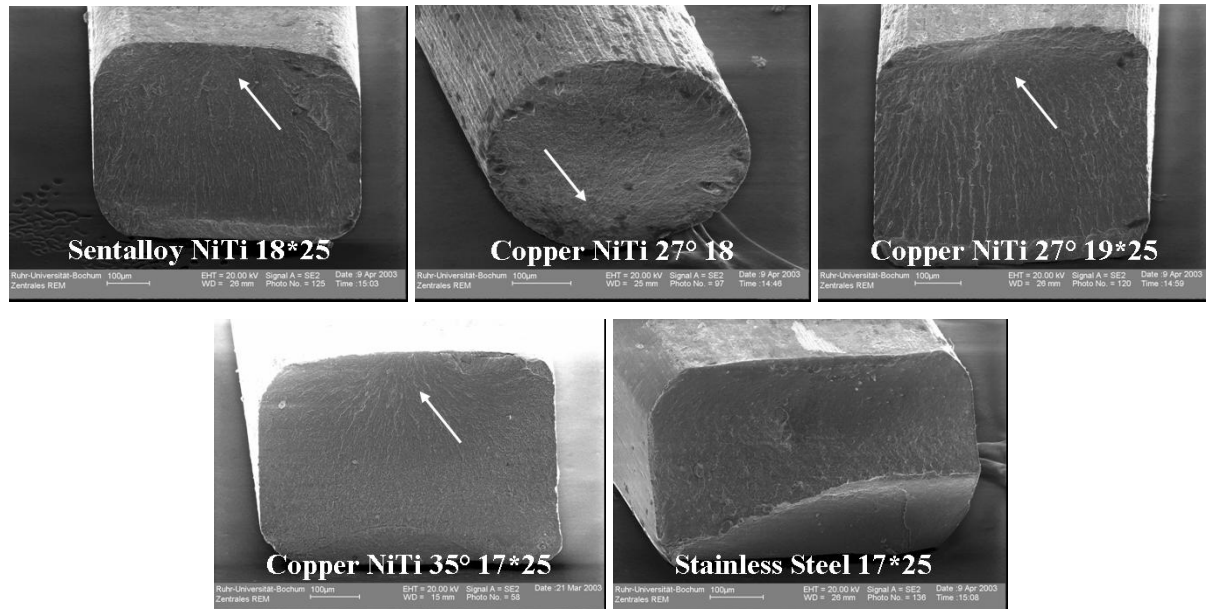 Sentalloy NiTi 18*25
Ruhr-Universität-Bochum 100µm EHT = 20.00 kV Signal A = SE2 Date :9 Apr 2003
Zentrales REM WD = 26 mm Photo No. = 125 Time :15:03
Copper NiTi 27° 18
Ruhr-Universität-Bochum 100µm EHT = 20.00 kV Signal A = SE2 Date :9 Apr 2003
Zentrales REM WD = 25 mm Photo No. = 97 Time :14:46
Copper NiTi 27° 19*25
Ruhr-Universität-Bochum 100µm EHT = 20.00 kV Signal A = SE2 Date :9 Apr 2003
Zentrales REM WD = 26 mm Photo No. = 120 Time :14:59
Copper NiTi 35° 17*25
Ruhr-Universität-Bochum 100µm EHT = 20.00 kV Signal A = SE2 Date :21 Mar 2003
Zentrales REM WD = 15 mm Photo No. = 58
Stainless Steel 17*25
Ruhr-Universität-Bochum 100µm EHT = 20.00 kV Signal A = SE2 Date :9 Apr 2003
Zentrales REM WD = 26 mm Photo No. = 136 Time :15:08